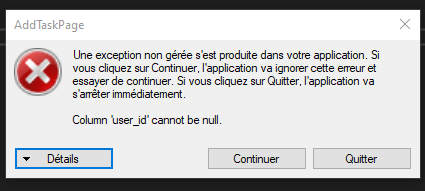 AddTaskPage
Une exception non gérée s'est produite dans votre application. Si
vous cliquez sur Continuer, l'application va ignorer cette erreur et
essayer de continuer. Si vous cliquez sur Quitter, l'application va
s'arrêter immédiatement.
Column 'user_id' cannot be null.
Détails
Continuer
Quitter